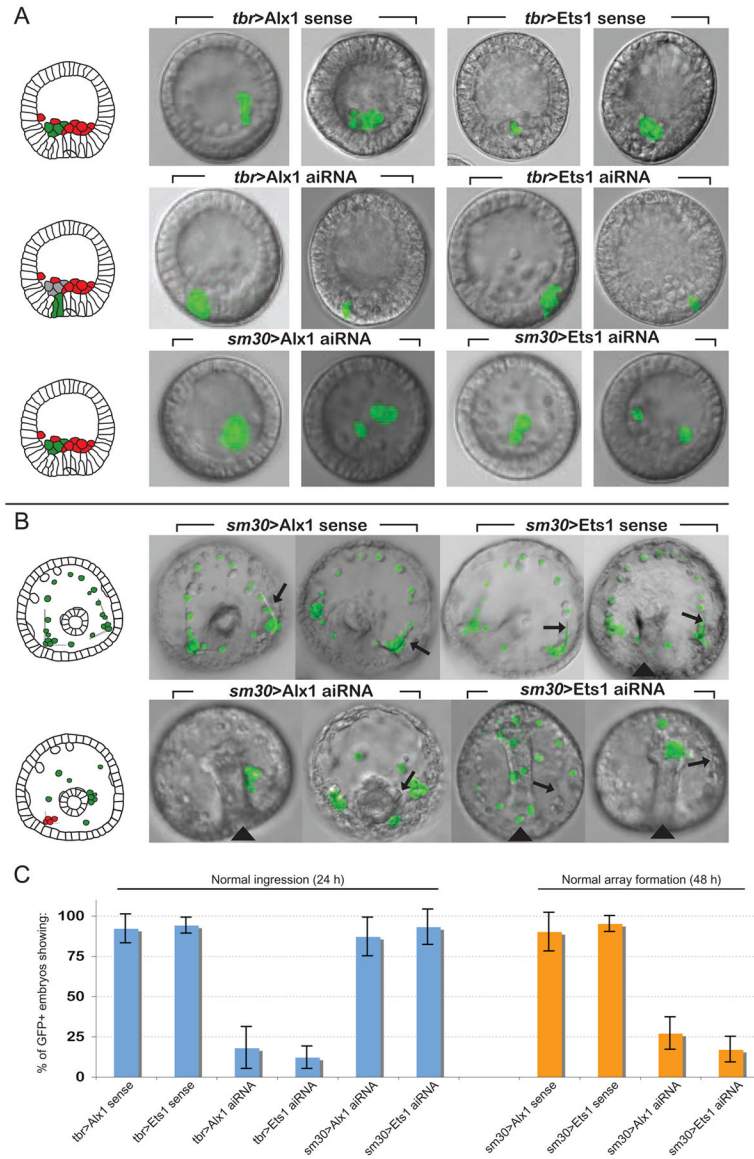 A
tbr>Alx1 sense
tbr>Ets1 sense
tbr>Alx1 aiRNA
tbr>Ets1 aiRNA
sm30>Alx1 aiRNA
sm30>Ets1 aiRNA
B
sm30>Alx1 sense
sm30>Ets1 sense
sm30>Alx1 aiRNA
sm30>Ets1 aiRNA
C
Normal ingression (24 h)
Normal array formation (48 h)
% of GFP+ embryos showing:
100
75
50
25
0
tbr>Alx1 sense
tbr>Ets1 sense
tbr>Alx1 aiRNA
tbr>Ets1 aiRNA
sm30>Alx1 aiRNA
sm30>Ets1 aiRNA
sm30>Alx1 sense
sm30>Ets1 sense
sm30>Alx1 aiRNA
sm30>Ets1 aiRNA